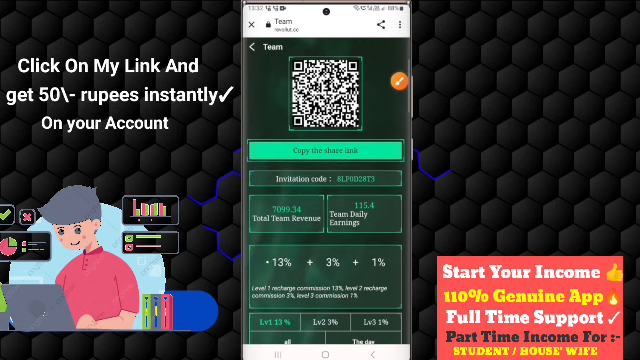 Click On My Link And
get 50\- rupees instantly✓
On your Account
13:32
88%
Team
revollut.cc
Team
Copy the share link
Invitation code : 8LP0D28T3
7099.34
Total Team Revenue
115.4
Team Daily
Earnings
• 13% + 3% + 1%
Level 1 recharge commission 13%, level 2 recharge
commission 3%, level 3 commission 1%
Lv1 13 %
Lv2 3%
Lv3 1%
all
The day
Start Your Income 👍
110% Genuine App🔥
Full Time Support ✓
Part Time Income For :-
STUDENT / HOUSE WIFE